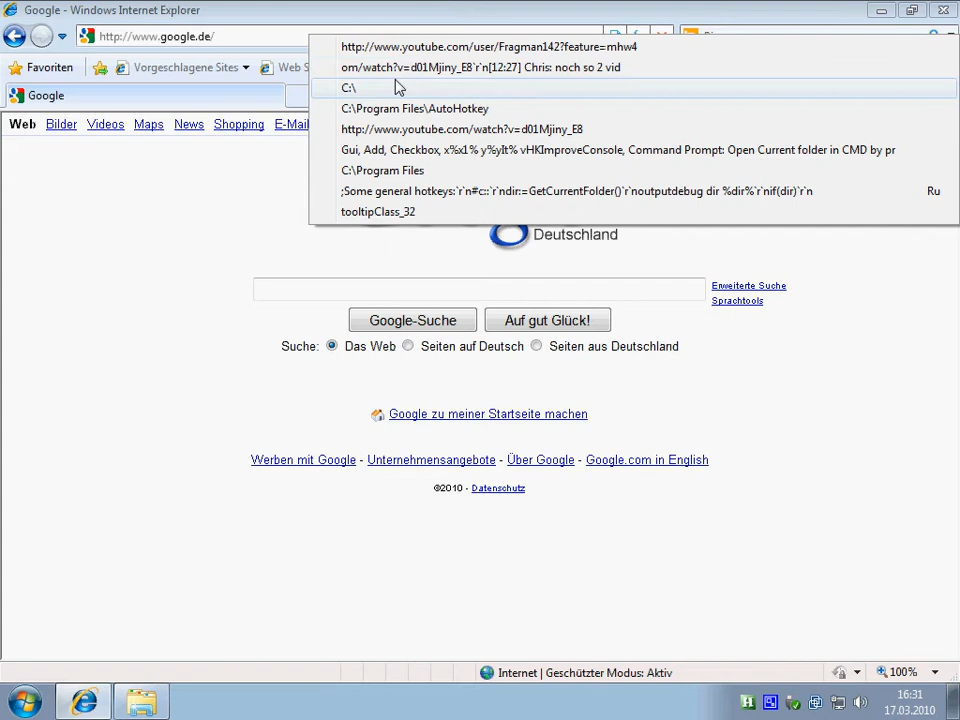 Google - Windows Internet Explorer
http://www.google.de/
http://www.youtube.com/user/Fragman142?feature=mhw4
Favoriten
Vorgeschlagene Sites
Web S
om/watch?v=d01Mjiny_E8`r`n[12:27] Chris: noch so 2 vid
C:\
Google
C:\Program Files\AutoHotkey
Web Bilder Videos Maps News Shopping E-Mai
http://www.youtube.com/watch?v=d01Mjiny_E8
Gui, Add, Checkbox, x%x1% y%yIt% vHKImproveConsole, Command Prompt: Open Current folder in CMD by pr
C:\Program Files
;Some general hotkeys:`r`n#c::`r`ndir:=GetCurrentFolder()`r`noutputdebug dir %dir%`r`nif(dir)`r`n Ru
tooltipClass_32
Deutschland
Erweiterte Suche
Sprachtools
Google-Suche
Auf gut Glück!
Suche: Das Web Seiten auf Deutsch Seiten aus Deutschland
Google zu meiner Startseite machen
Werben mit Google - Unternehmensangebote - Über Google - Google.com in English
©2010 - Datenschutz
Internet | Geschützter Modus: Aktiv
100%
16:31
17.03.2010